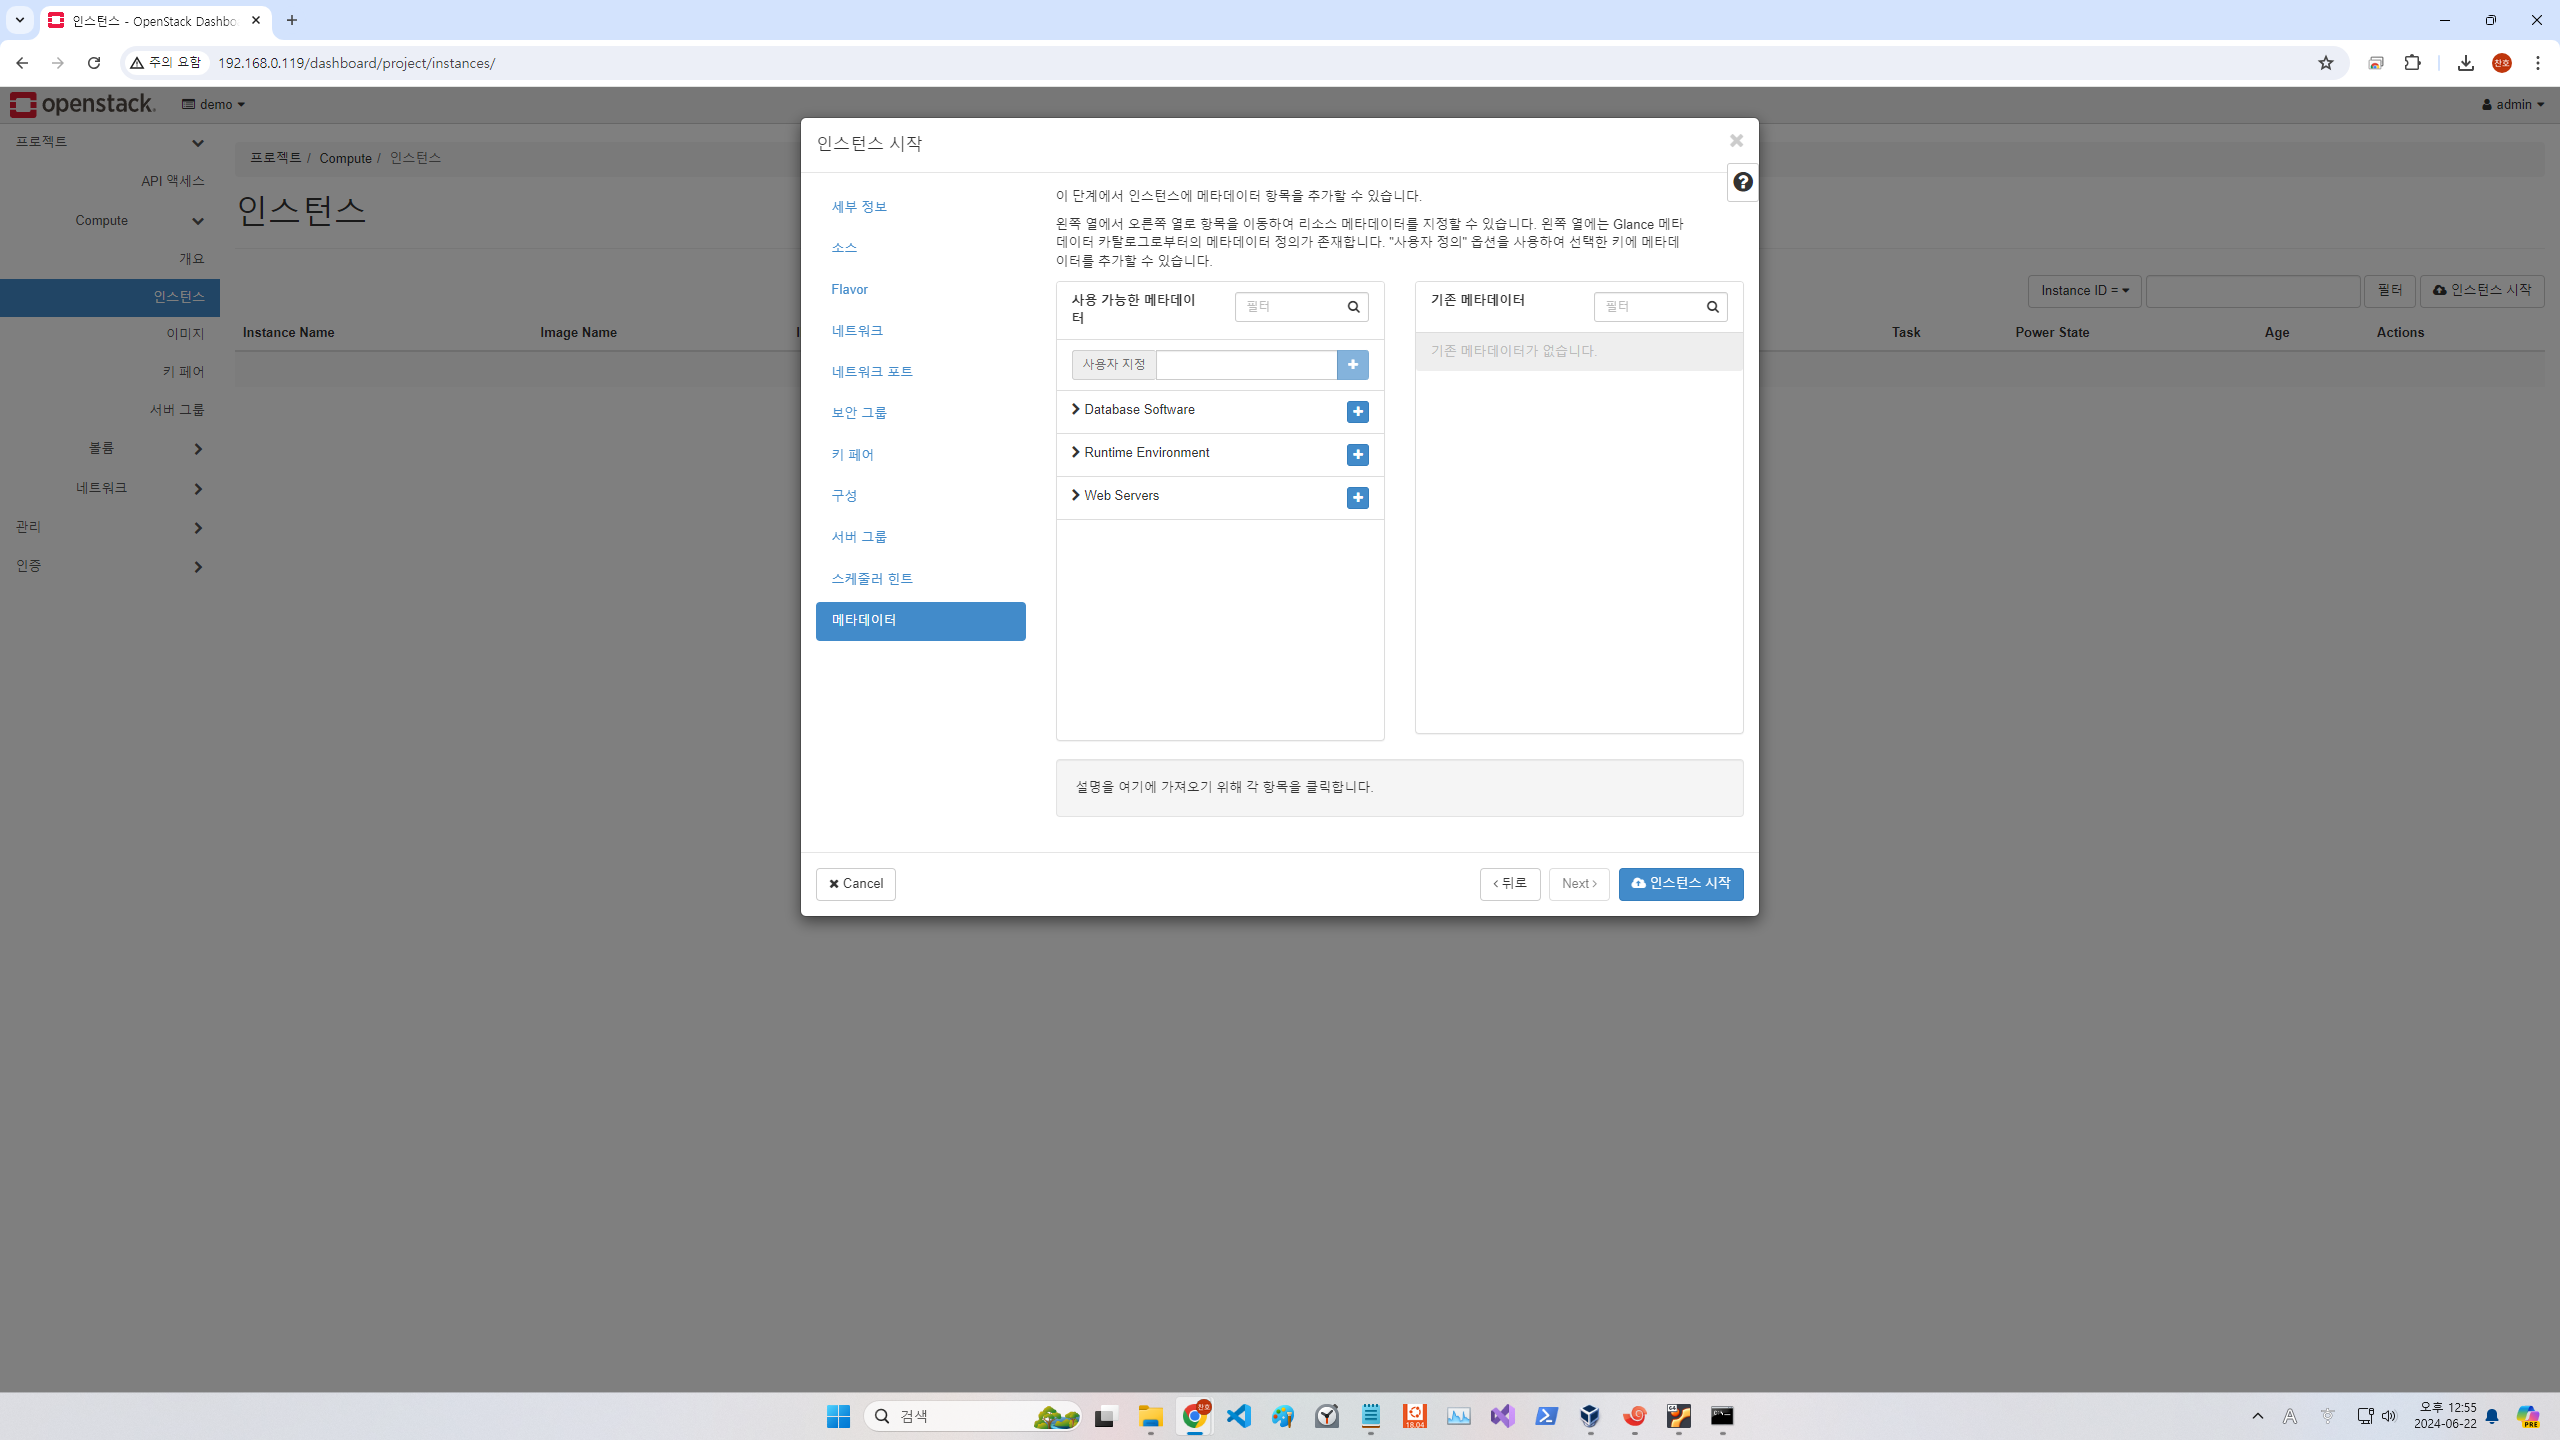 인스턴스 - OpenStack Dashbo
주의 요함
192.168.0.119/dashboard/project/instances/
찬호
openstack.
demo
admin
프로젝트
API 액세스
Compute
개요
인스턴스
이미지
키 페어
서버 그룹
볼륨
네트워크
관리
인증
프로젝트 / Compute / 인스턴스
인스턴스
Instance ID =
필터
인스턴스 시작
Instance Name
Image Name
Task
Power State
Age
Actions
인스턴스 시작
세부 정보
소스
Flavor
네트워크
네트워크 포트
보안 그룹
키 페어
구성
서버 그룹
스케줄러 힌트
메타데이터
이 단계에서 인스턴스에 메타데이터 항목을 추가할 수 있습니다.
왼쪽 열에서 오른쪽 열로 항목을 이동하여 리소스 메타데이터를 지정할 수 있습니다. 왼쪽 열에는 Glance 메타
데이터 카탈로그로부터의 메타데이터 정의가 존재합니다. "사용자 정의" 옵션을 사용하여 선택한 키에 메타데
이터를 추가할 수 있습니다.
사용 가능한 메타데이
터
필터
사용자 지정
Database Software
Runtime Environment
Web Servers
기존 메타데이터
필터
기존 메타데이터가 없습니다.
설명을 여기에 가져오기 위해 각 항목을 클릭합니다.
Cancel
뒤로
Next
인스턴스 시작
검색
찬호
18.04
오후 12:55
2024-06-22
PRE